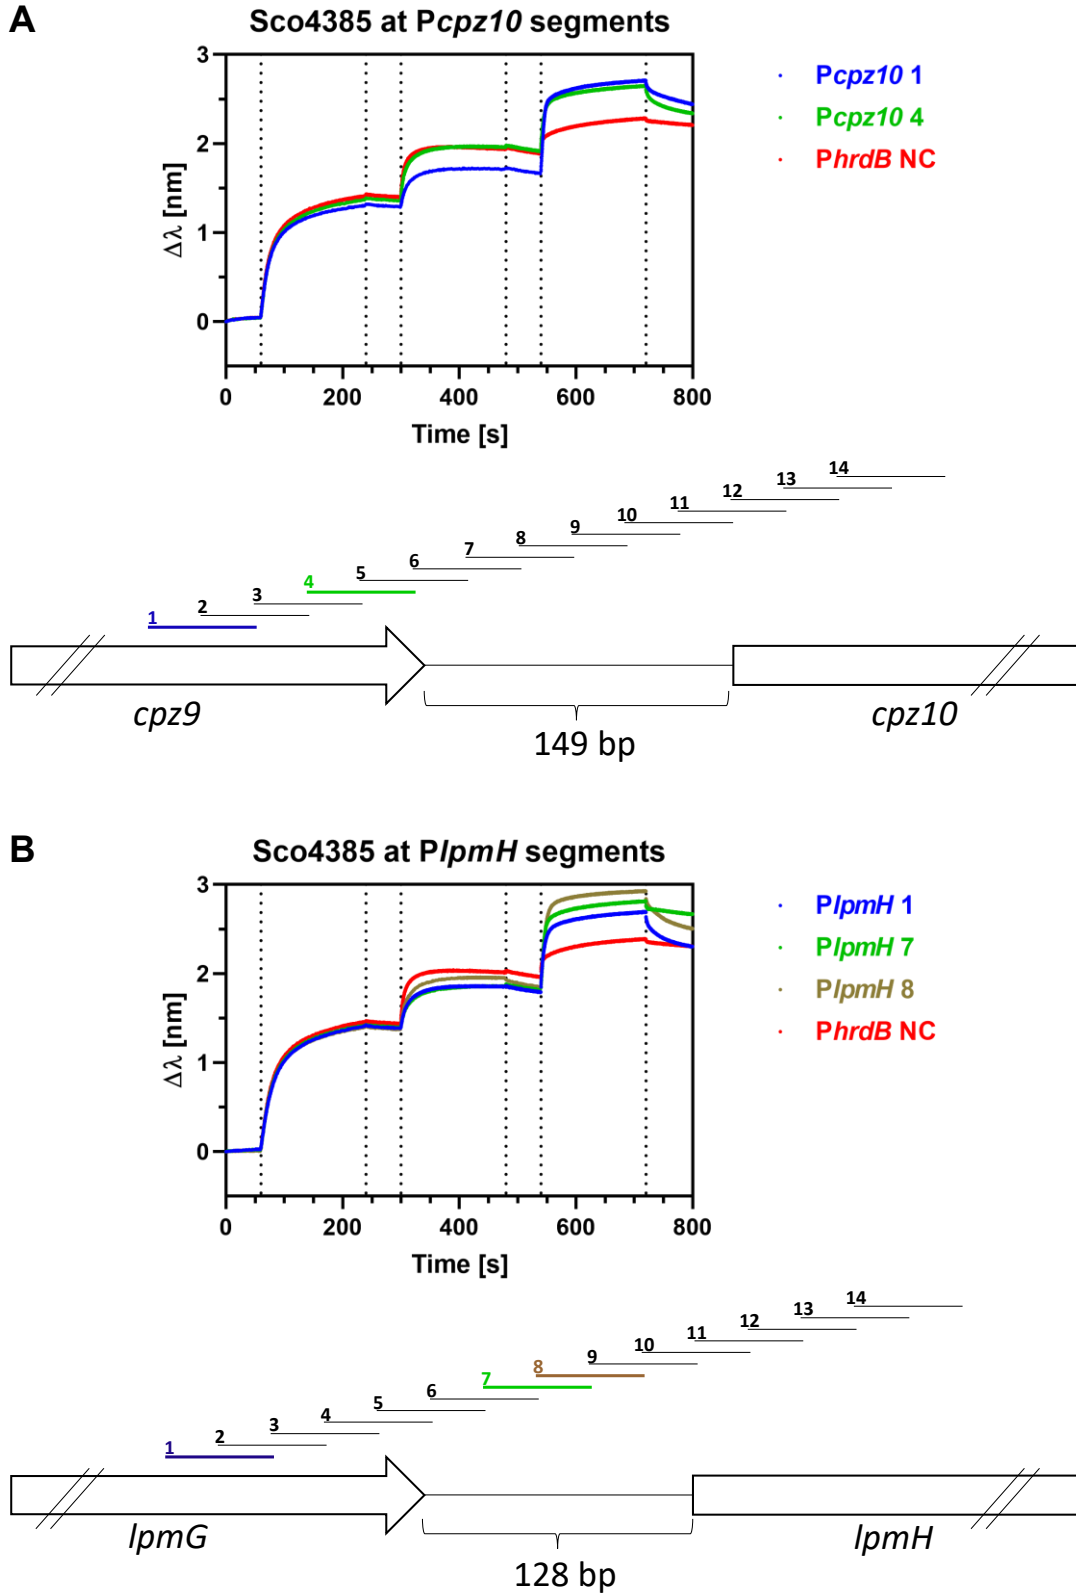 A
Sco4385 at Pcpz10 segments
3
2
1
0
Δλ [nm]
0 200 400 600 800
Time [s]
Pcpz10 1
Pcpz10 4
PhrdB NC
1 2 3 4 5 6 7 8 9 10 11 12 13 14
cpz9
cpz10
149 bp
B
Sco4385 at PlpmH segments
3
2
1
0
Δλ [nm]
0 200 400 600 800
Time [s]
PlpmH 1
PlpmH 7
PlpmH 8
PhrdB NC
1 2 3 4 5 6 7 8 9 10 11 12 13 14
lpmG
lpmH
128 bp